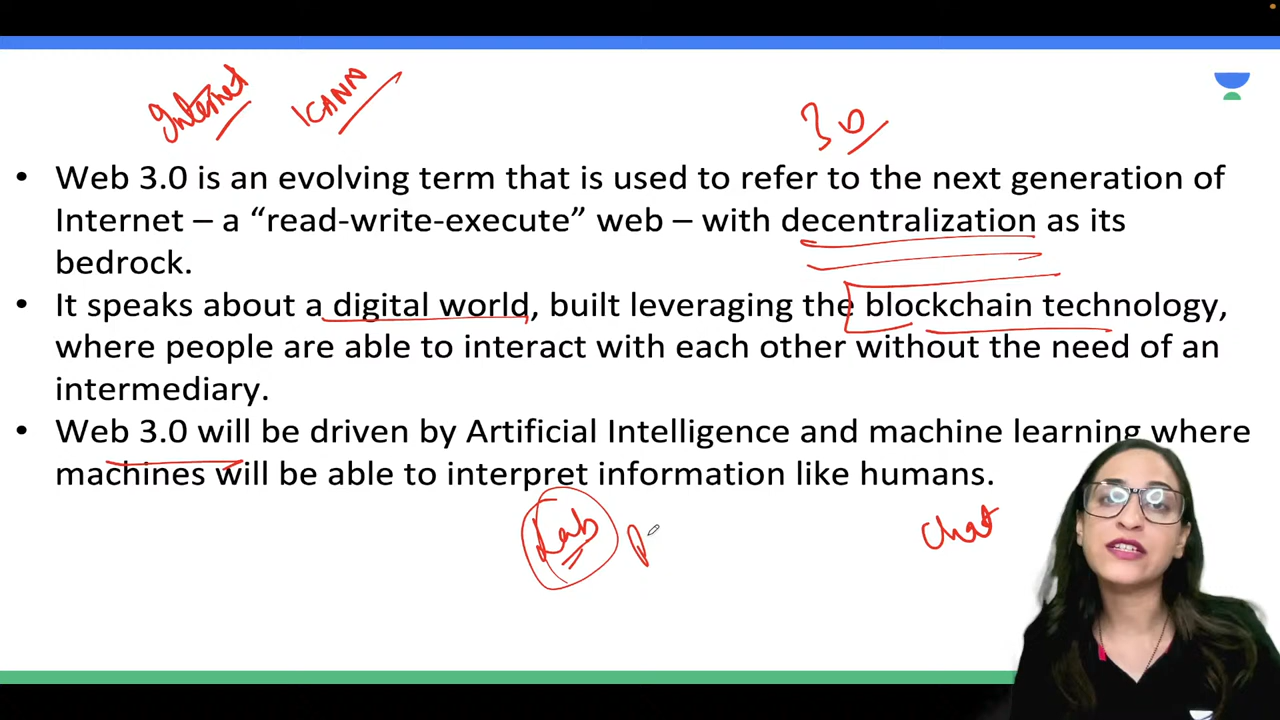 Internet ICANN
3 0
• Web 3.0 is an evolving term that is used to refer to the next generation of
Internet – a “read-write-execute” web – with decentralization as its
bedrock.
• It speaks about a digital world, built leveraging the blockchain technology,
where people are able to interact with each other without the need of an
intermediary.
• Web 3.0 will be driven by Artificial Intelligence and machine learning where
machines will be able to interpret information like humans.
Chat